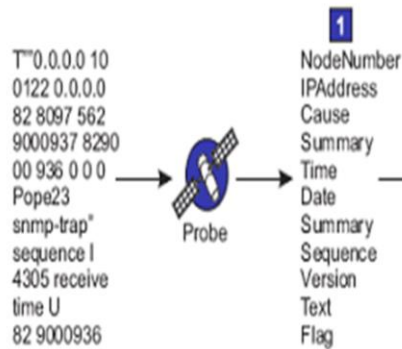 T""0.0.0.0 10
0122 0.0.0.0
82 8097 562
9000937 8290
00 936 0 0 0
Pope23
snmp-trap"
sequence I
4305 receive
time U
82 9000936
Probe
1
NodeNumber
IPAddress
Cause
Summary
Time
Date
Summary
Sequence
Version
Text
Flag